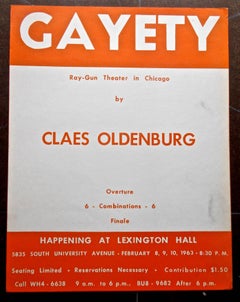 GAYETY
Ray-Gun Theater in Chicago
by
CLAES OLDENBURG
Overture
6 - Combinations - 6
Finale
HAPPENING AT LEXINGTON HALL
5835 SOUTH UNIVERSITY AVENUE - FEBRUARY 8, 9, 10, 1963 - 8:30 P.M.
Seating Limited - Reservations Necessary - Contribution $1.50
Call WH4 - 6638 9 a.m. to 6 p.m., BU8 - 9682 After 6 p.m.